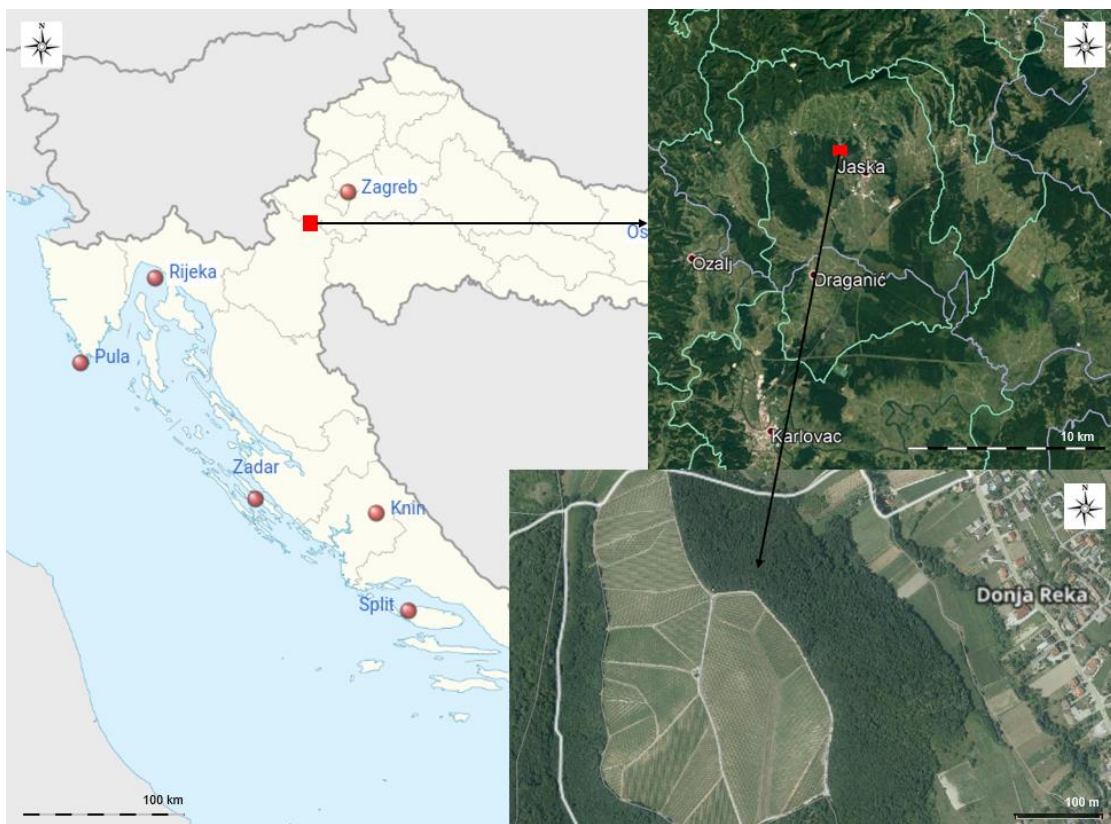 N
Zagreb
Os
Rijeka
Pula
Zadar
Knin
Split
100 km
N
Jaska
Ozalj
Draganić
Karlovac
10 km
N
Donja Reka
100 m